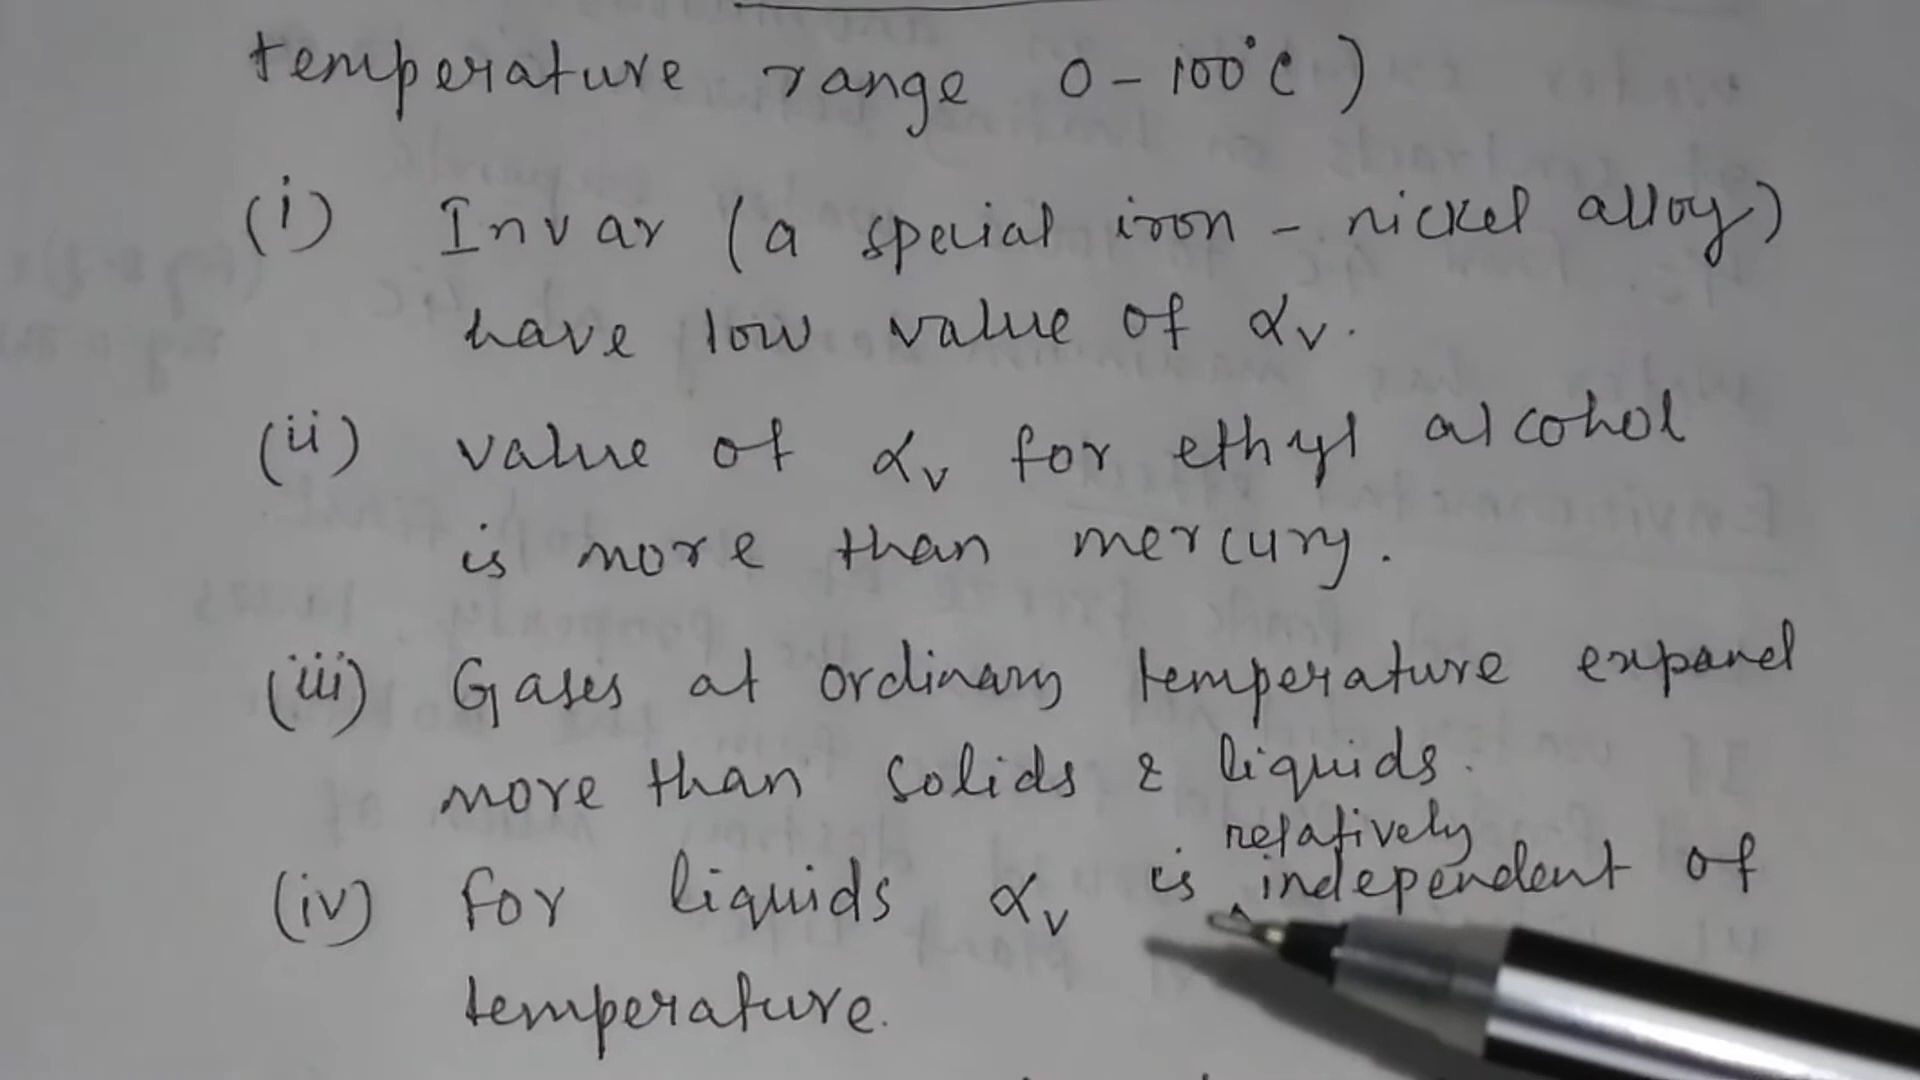 temperature range 0-100°C)
(i) Invar (a special iron - nickel alloy)
have low value of αv.
(ii) value of αv for ethyl alcohol
is more than mercury.
(iii) Gases at ordinary temperature expand
more than solids & liquids.
relatively
(iv) for liquids αv is independent of
temperature.